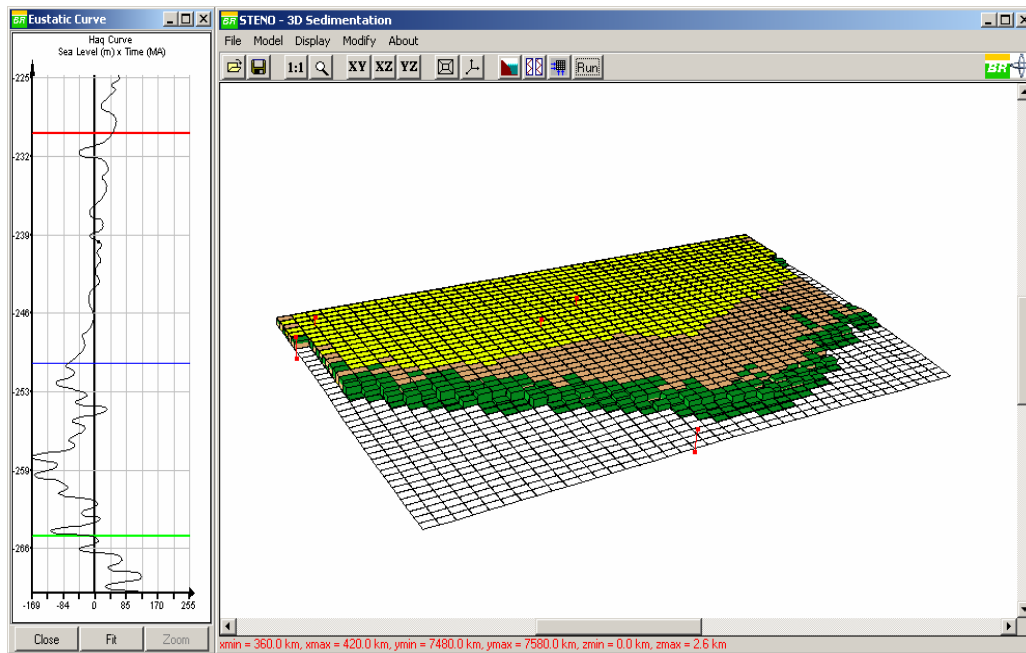 BR Eustatic Curve
Haq Curve
Sea Level (m) x Time (MA)
-225
-232
-239
-246
-253
-259
-266
-169 -84 0 85 170 255
Close Fit Zoom
BR STENO - 3D Sedimentation
File Model Display Modify About
1:1 XY XZ YZ Run
BR
xmin = 360.0 km, xmax = 420.0 km, ymin = 7480.0 km, ymax = 7580.0 km, zmin = 0.0 km, zmax = 2.6 km